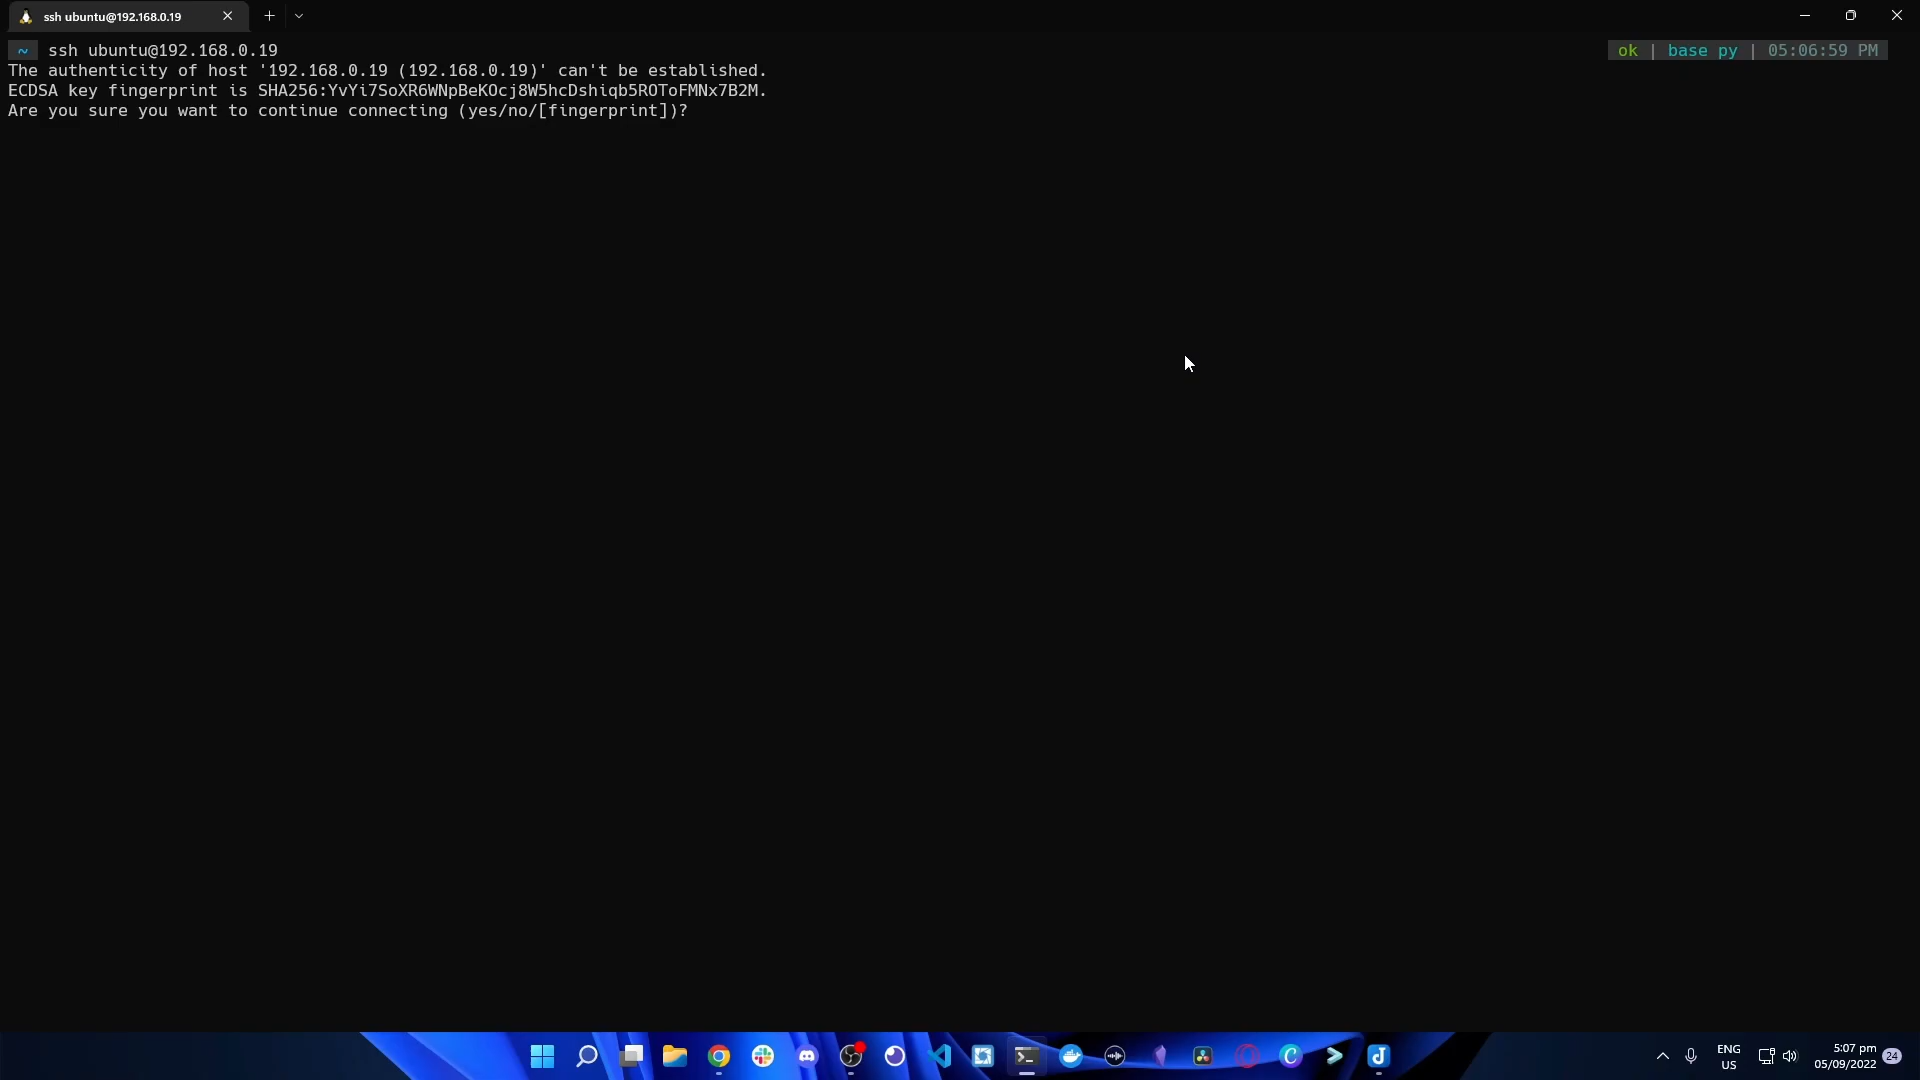 ssh ubuntu@192.168.0.19
~ ssh ubuntu@192.168.0.19
ok | base py | 05:06:59 PM
The authenticity of host '192.168.0.19 (192.168.0.19)' can't be established.
ECDSA key fingerprint is SHA256:YvYi7SoXR6WNpBeKOcj8W5hcDshiqb5ROToFMNx7B2M.
Are you sure you want to continue connecting (yes/no/[fingerprint])?
ENG
US
5:07 pm
05/09/2022
24